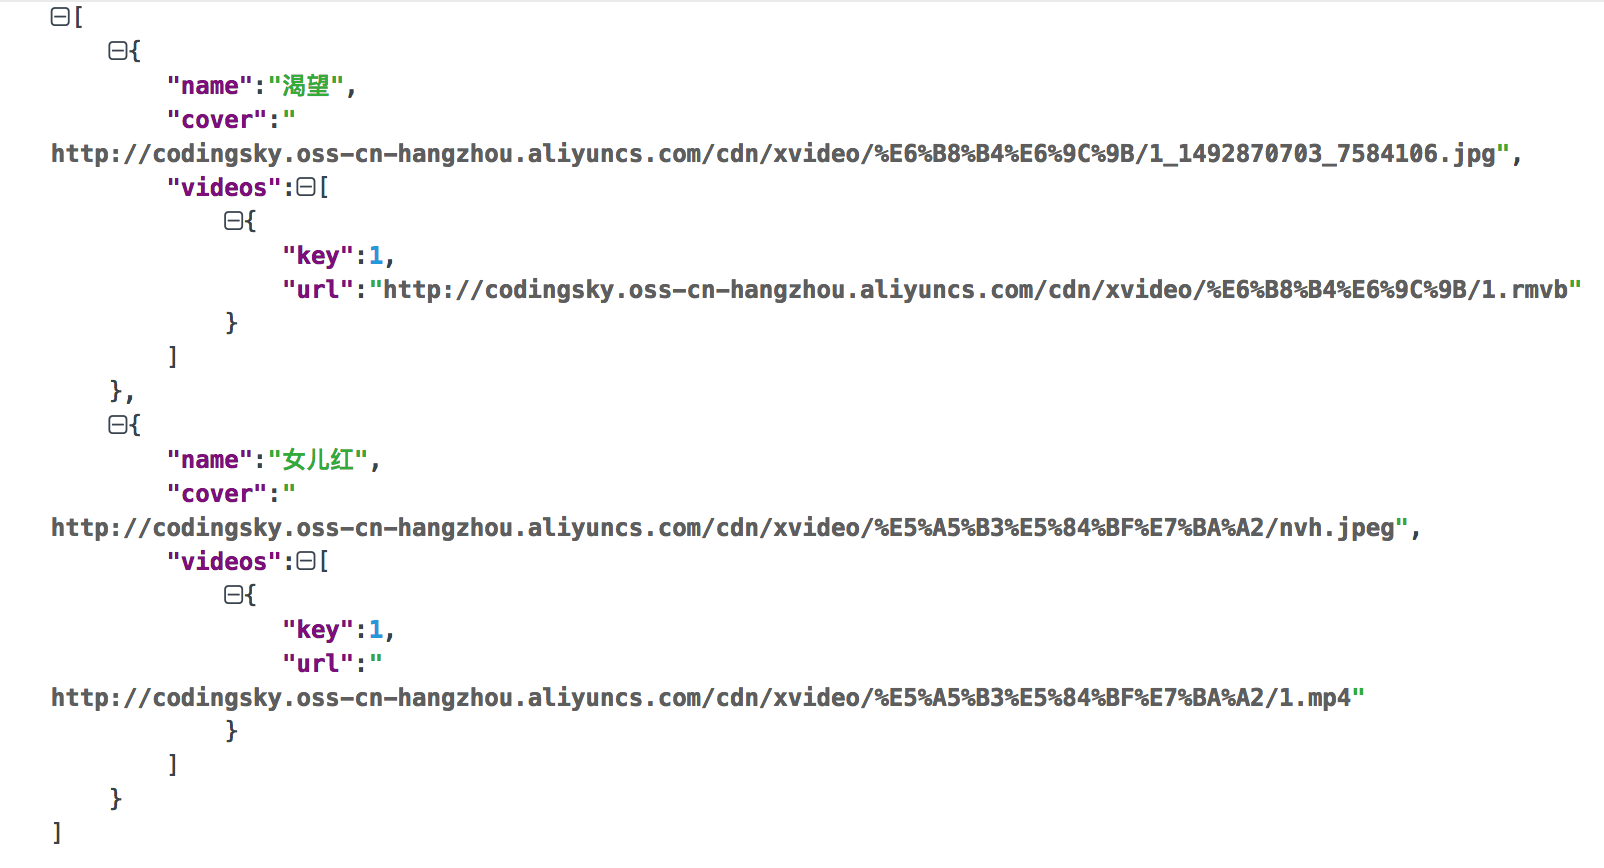 [
{
"name":"渴望",
"cover":"
http://codingsky.oss-cn-hangzhou.aliyuncs.com/cdn/xvideo/%E6%B8%B4%E6%9C%9B/1_1492870703_7584106.jpg",
"videos":[
{
"key":1,
"url":"http://codingsky.oss-cn-hangzhou.aliyuncs.com/cdn/xvideo/%E6%B8%B4%E6%9C%9B/1.rmvb"
}
]
},
{
"name":"女儿红",
"cover":"
http://codingsky.oss-cn-hangzhou.aliyuncs.com/cdn/xvideo/%E5%A5%B3%E5%84%BF%E7%BA%A2/nvh.jpeg",
"videos":[
{
"key":1,
"url":"
http://codingsky.oss-cn-hangzhou.aliyuncs.com/cdn/xvideo/%E5%A5%B3%E5%84%BF%E7%BA%A2/1.mp4"
}
]
}
]